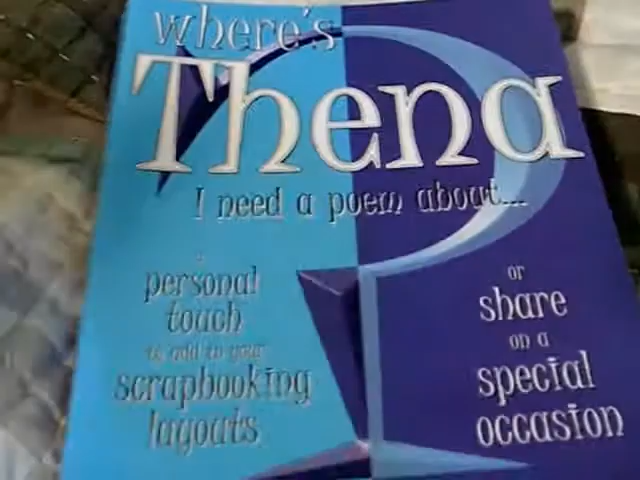 where's
Thena
I need a poem about...
a
personal
touch
to add to your
scrapbooking
layouts
or
share
on a
special
occasion